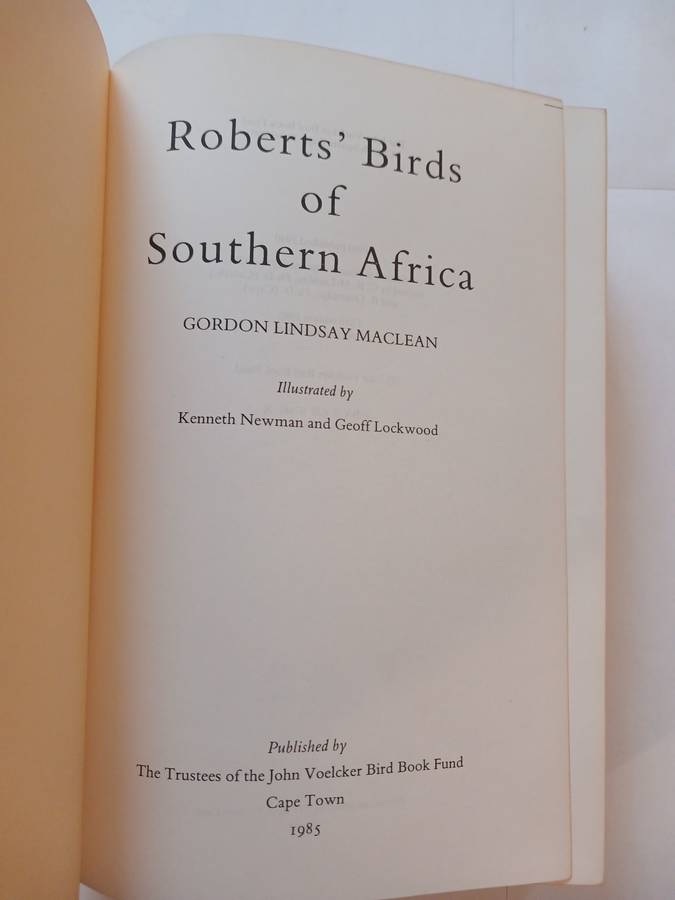 Roberts’ Birds
of
Southern Africa
GORDON LINDSAY MACLEAN
Illustrated by
Kenneth Newman and Geoff Lockwood
Published by
The Trustees of the John Voelcker Bird Book Fund
Cape Town
1985